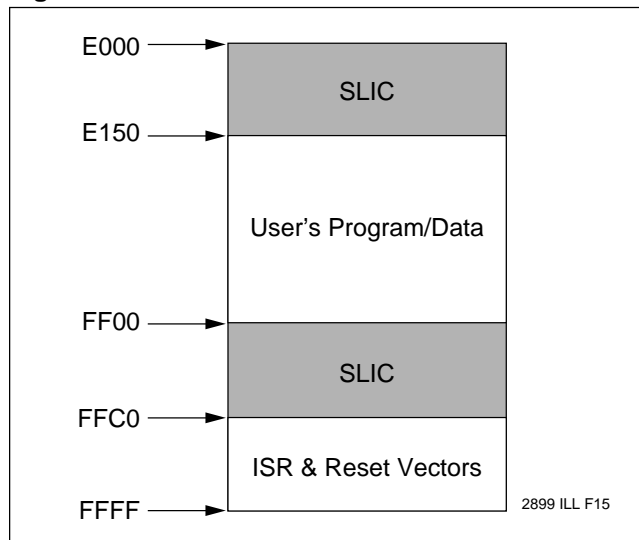 E000
SLIC
E150
User's Program/Data
FF00
SLIC
FFC0
ISR & Reset Vectors
FFFF
2899 ILL F15